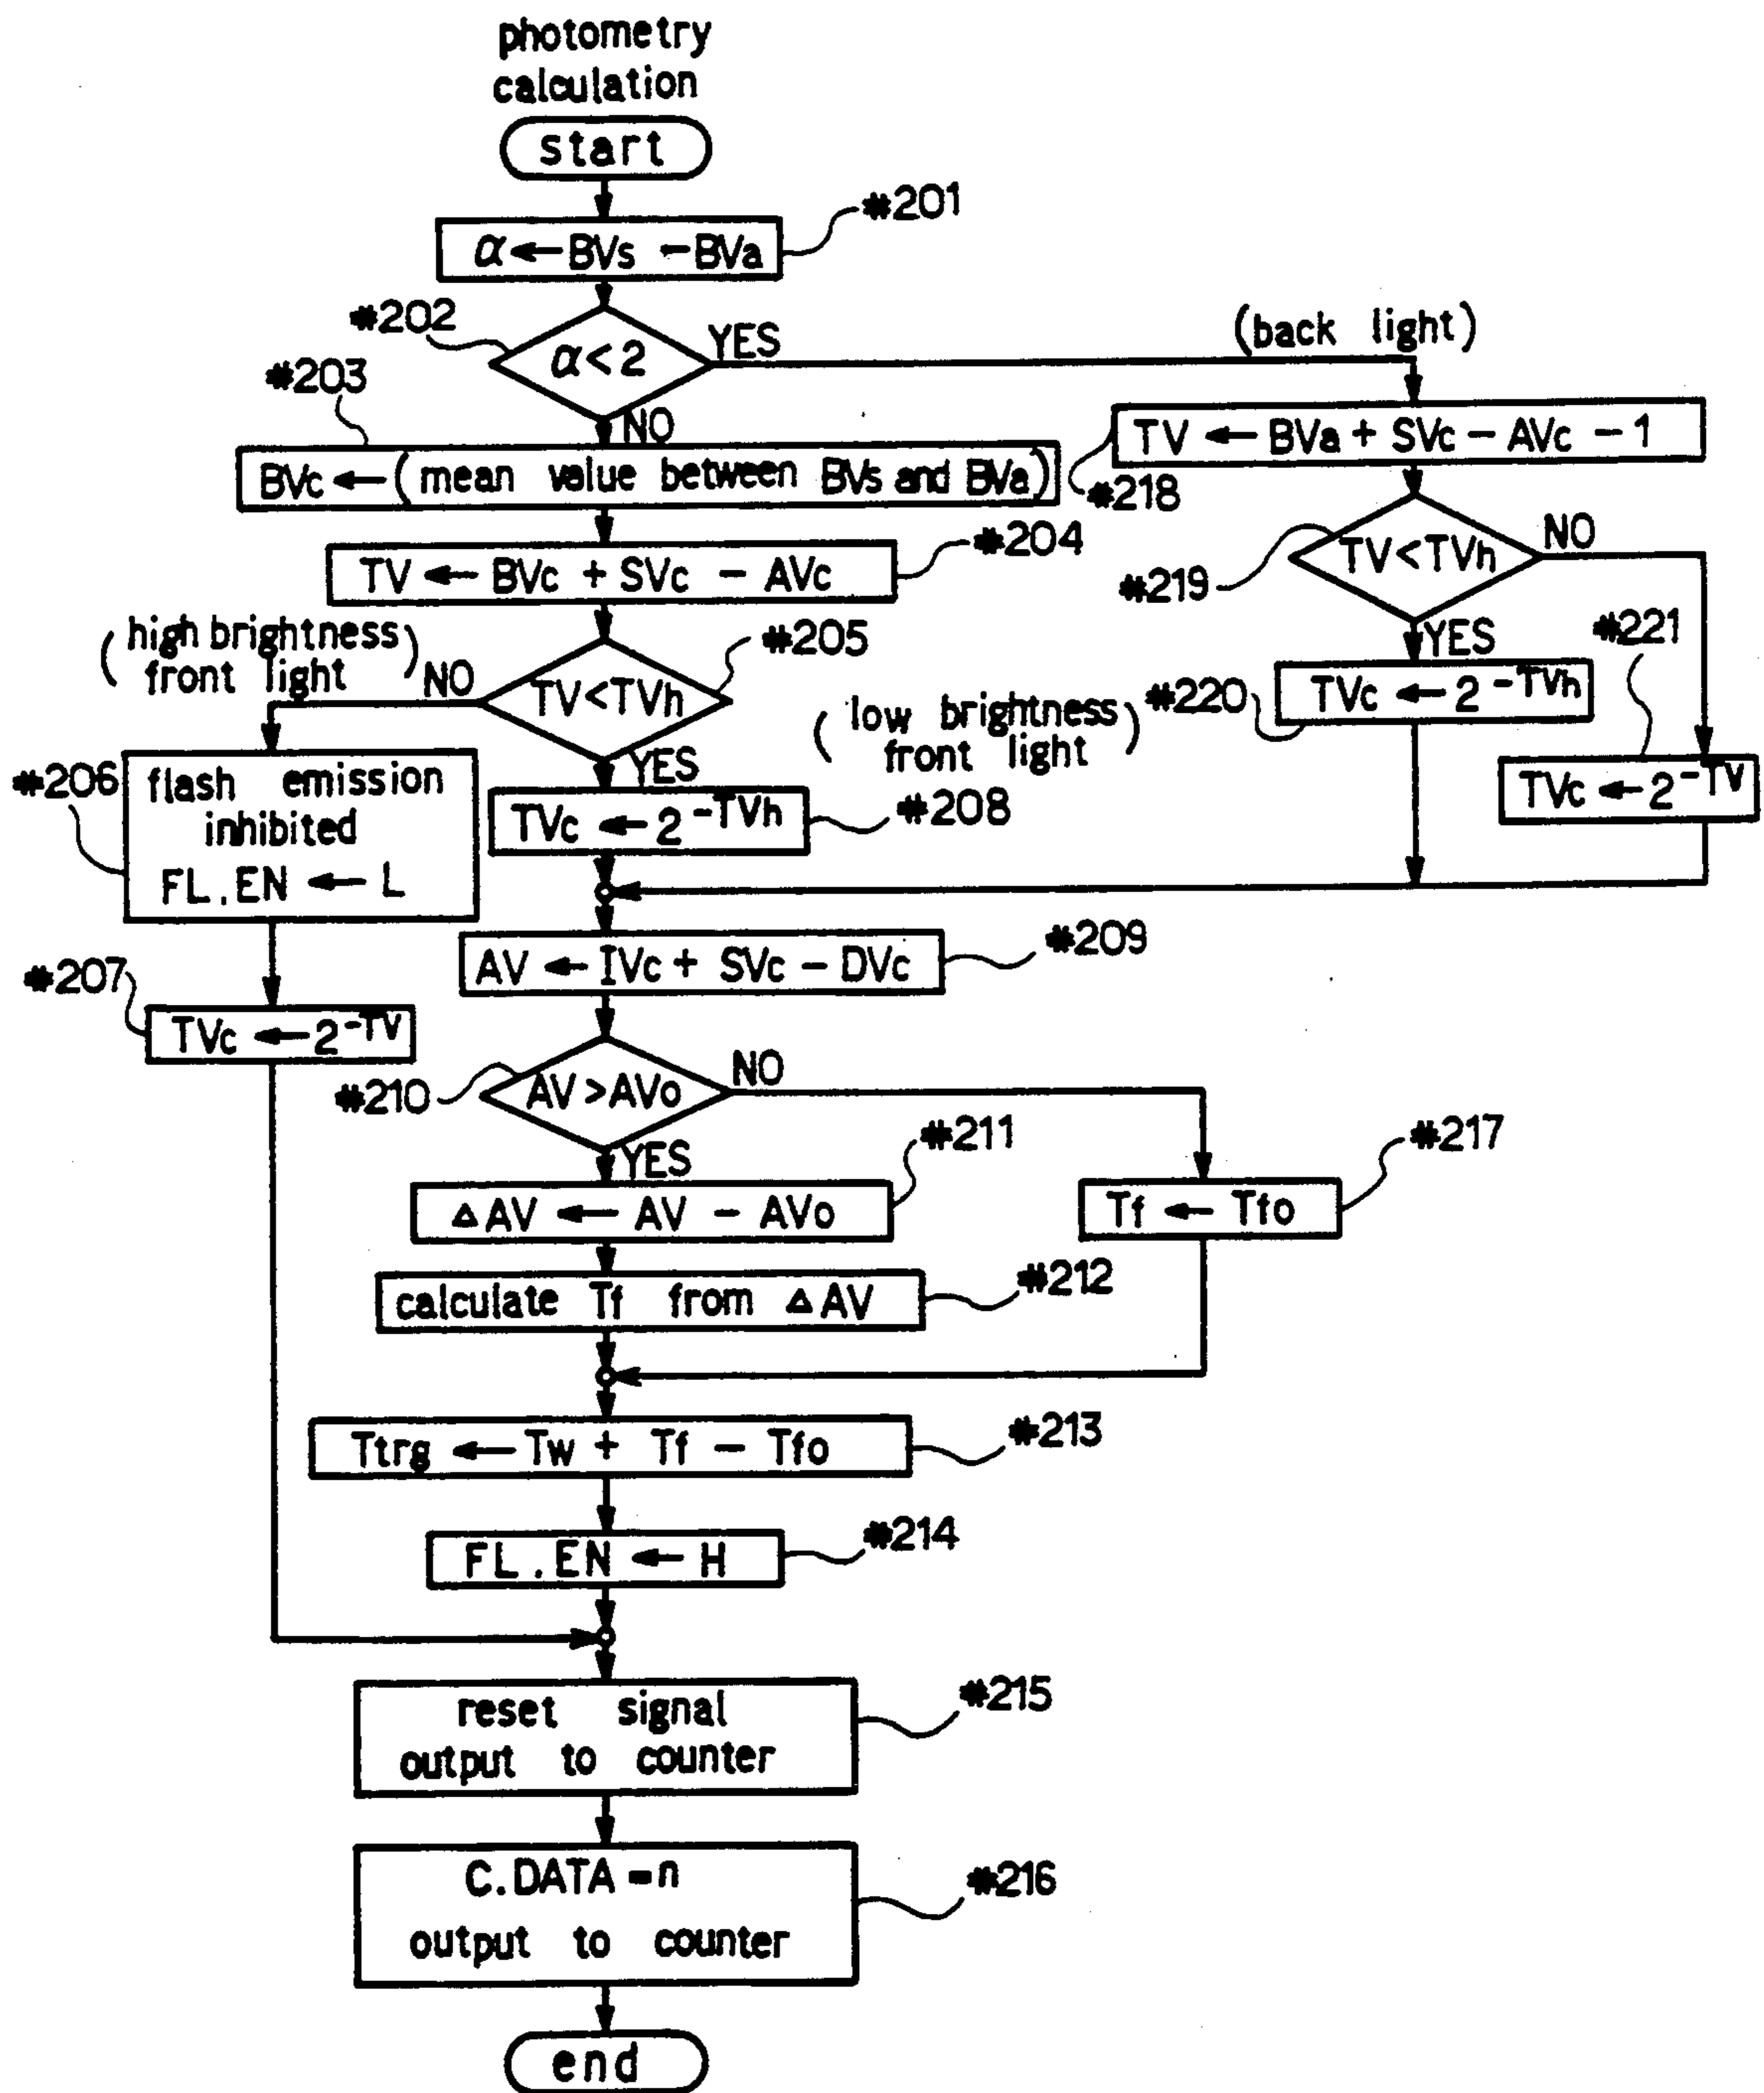 photometry
calculation
start
#201
α ← BVs − BVa
#202
α < 2
YES
(back light)
#203
NO
BVc ← (mean value between BVs and BVa)
TV ← BVa + SVc − AVc − 1
#218
#204
TV ← BVc + SVc − AVc
TV < TVh
NO
#219
(high brightness
front light)
NO
#205
TV < TVh
YES
#221
(low brightness
front light)
#220
TVc ← 2^-TVh
#206
flash emission
inhibited
FL.EN ← L
YES
TVc ← 2^-TVh
#208
TVc ← 2^-TV
#209
AV ← IVc + SVc − DVc
#207
TVc ← 2^-TV
#210
AV > AVo
NO
YES
#211
ΔAV ← AV − AVo
#217
Tf ← Tfo
#212
calculate Tf from ΔAV
#213
Ttrg ← Tw + Tf − Tfo
#214
FL.EN ← H
#215
reset signal
output to counter
#216
C.DATA = n
output to counter
end